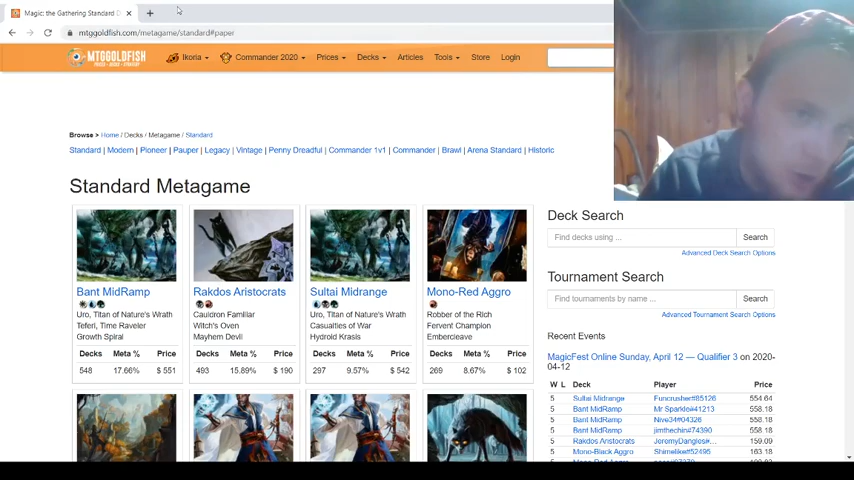 Magic: the Gathering Standard D
mtggoldfish.com/metagame/standard#paper
MTGGOLDFISH
Ikoria
Commander 2020
Prices
Decks
Articles
Tools
Store
Login
Browse > Home / Decks / Metagame / Standard
Standard | Modern | Pioneer | Pauper | Legacy | Vintage | Penny Dreadful | Commander 1v1 | Commander | Brawl | Arena Standard | Historic
Standard Metagame
Bant MidRamp
Uro, Titan of Nature's Wrath
Teferi, Time Raveler
Growth Spiral
Decks Meta % Price
548 17.66% $ 551
Rakdos Aristocrats
Cauldron Familiar
Witch's Oven
Mayhem Devil
Decks Meta % Price
493 15.89% $ 190
Sultai Midrange
Uro, Titan of Nature's Wrath
Casualties of War
Hydroid Krasis
Decks Meta % Price
297 9.57% $ 542
Mono-Red Aggro
Robber of the Rich
Fervent Champion
Embercleave
Decks Meta % Price
269 8.67% $ 102
Deck Search
Find decks using ... Search
Advanced Deck Search Options
Tournament Search
Find tournaments by name ... Search
Advanced Tournament Search Options
Recent Events
MagicFest Online Sunday, April 12 — Qualifier 3 on 2020-
04-12
W L Deck Player Price
5 Sultai Midrange Funcrusher#85126 554.64
5 Bant MidRamp Mr Sparkle#41213 558.18
5 Bant MidRamp Nive34#04326 558.18
5 Bant MidRamp jimthechin#74390 558.18
5 Rakdos Aristocrats JeremyDangles#... 159.09
5 Mono-Black Aggro Shimelike#52496 163.18